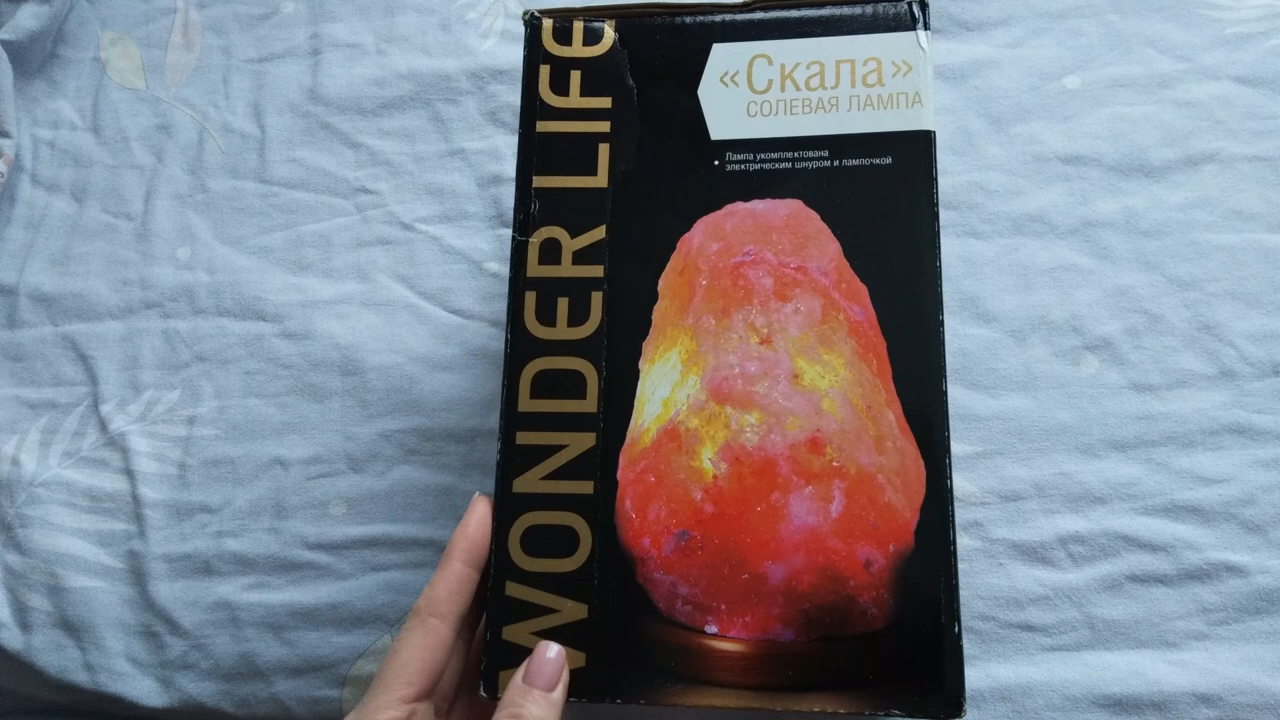 WONDER LIFE
«Скала»
СОЛЕВАЯ ЛАМПА
• Лампа укомплектована
электрическим шнуром и лампочкой